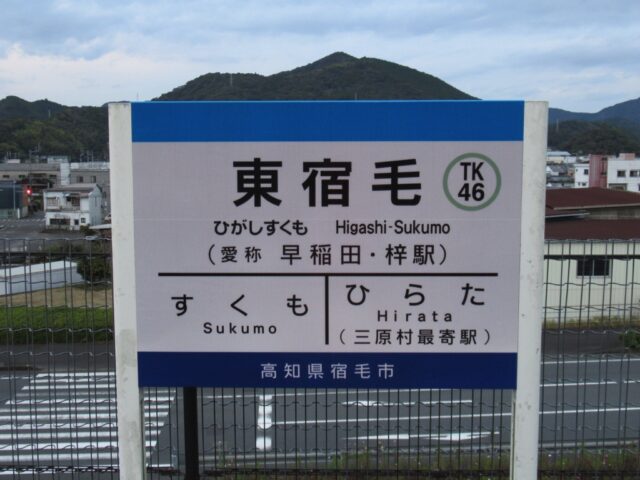 東宿毛
TK
46
ひがしすくも Higashi-Sukumo
(愛称 早稲田・梓駅)
すくも
Sukumo
ひらた
Hirata
(三原村最寄駅)
高知県宿毛市